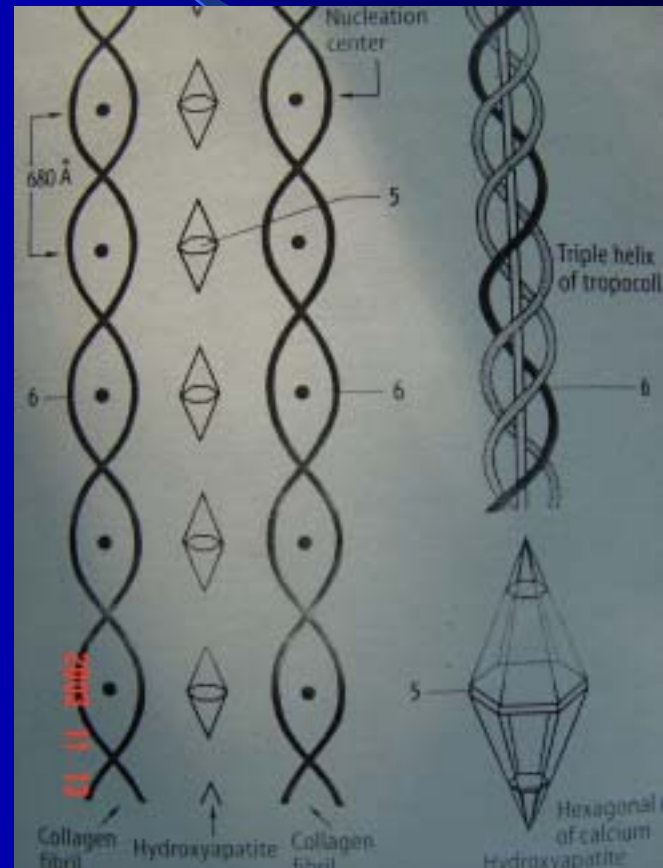 Nucleation
center
680 Å
5
Triple helix
of tropocoll
6
6
6
5
Hexagonal
of calcium
Hydroxyapatite
Collagen
fibril
Hydroxyapatite
Collagen
fibril